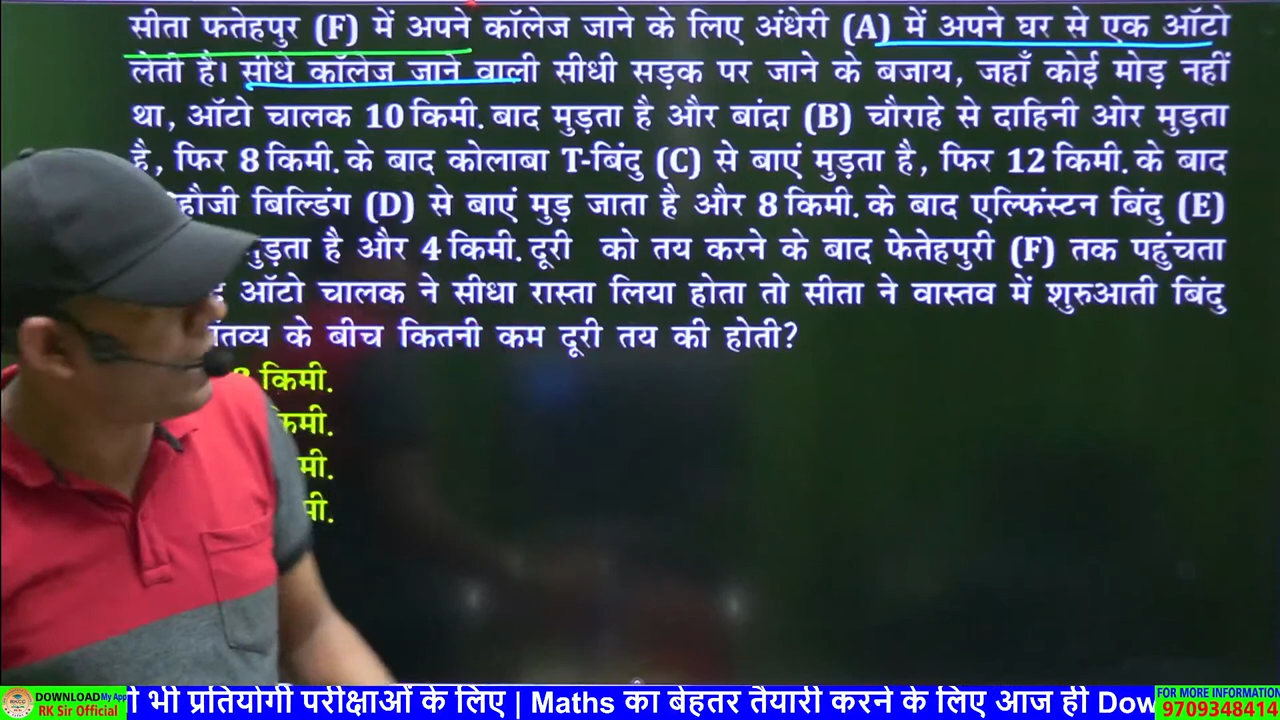 सीता फतेहपुर (F) में अपने कॉलेज जाने के लिए अंधेरी (A) में अपने घर से एक ऑटो
लेती है। सीधे कॉलेज जाने वाली सीधी सड़क पर जाने के बजाय, जहाँ कोई मोड़ नहीं
था, ऑटो चालक 10 किमी. बाद मुड़ता है और बांद्रा (B) चौराहे से दाहिनी ओर मुड़ता
है, फिर 8 किमी. के बाद कोलाबा T-बिंदु (C) से बाएं मुड़ता है, फिर 12 किमी. के बाद
बिल्डिंग (D) से बाएं मुड़ जाता है और 8 किमी. के बाद एल्फिंस्टन बिंदु (E)
है और 4 किमी. दूरी को तय करने के बाद फेतेहपुरी (F) तक पहुंचता
ऑटो चालक ने सीधा रास्ता लिया होता तो सीता ने वास्तव में शुरुआती बिंदु
के बीच कितनी कम दूरी तय की होती?
किमी.
DOWNLOAD My App
RK Sir Official
भी प्रतियोगी परीक्षाओं के लिए | Maths का बेहतर तैयारी करने के लिए आज ही Dow
FOR MORE INFORMATION
9709348414